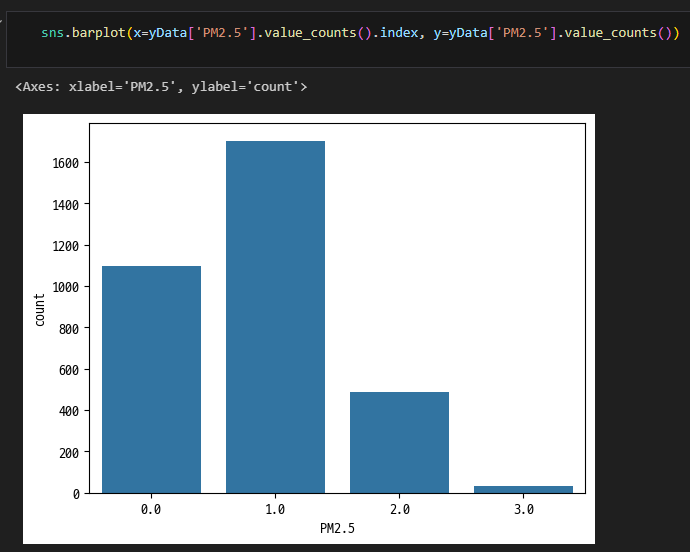 sns.barplot(x=yData['PM2.5'].value_counts().index, y=yData['PM2.5'].value_counts())
<Axes: xlabel='PM2.5', ylabel='count'>
1600
1400
1200
1000
800
600
400
200
0
count
0.0 1.0 2.0 3.0
PM2.5